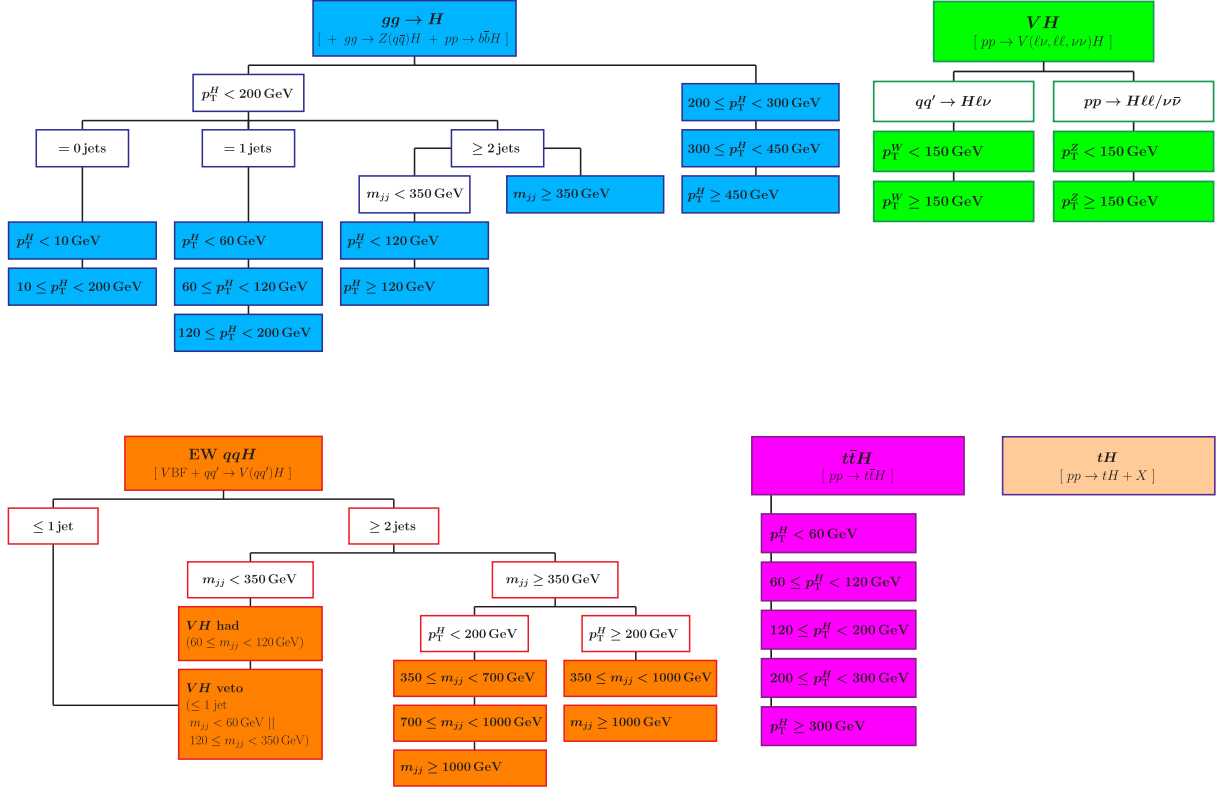 gg → H
[ + gg → Z(qq̄)H + pp → bb̄H ]
p_T^H < 200 GeV
= 0 jets
p_T^H < 10 GeV
10 ≤ p_T^H < 200 GeV
= 1 jets
p_T^H < 60 GeV
60 ≤ p_T^H < 120 GeV
120 ≤ p_T^H < 200 GeV
≥ 2 jets
m_jj < 350 GeV
p_T^H < 120 GeV
p_T^H ≥ 120 GeV
m_jj ≥ 350 GeV
200 ≤ p_T^H < 300 GeV
300 ≤ p_T^H < 450 GeV
p_T^H ≥ 450 GeV
VH
[ pp → V(ℓν, ℓℓ, νν)H ]
qq′ → Hℓν
p_T^W < 150 GeV
p_T^W ≥ 150 GeV
pp → Hℓℓ/νν̄
p_T^Z < 150 GeV
p_T^Z ≥ 150 GeV
EW qqH
[ VBF + qq′ → V(qq′)H ]
≤ 1 jet
≥ 2 jets
m_jj < 350 GeV
VH had
(60 ≤ m_jj < 120 GeV)
VH veto
(≤ 1 jet
m_jj < 60 GeV ||
120 ≤ m_jj < 350 GeV)
m_jj ≥ 350 GeV
p_T^H < 200 GeV
350 ≤ m_jj < 700 GeV
700 ≤ m_jj < 1000 GeV
m_jj ≥ 1000 GeV
p_T^H ≥ 200 GeV
350 ≤ m_jj < 1000 GeV
m_jj ≥ 1000 GeV
tt̄H
[ pp → tt̄H ]
p_T^H < 60 GeV
60 ≤ p_T^H < 120 GeV
120 ≤ p_T^H < 200 GeV
200 ≤ p_T^H < 300 GeV
p_T^H ≥ 300 GeV
tH
[ pp → tH + X ]